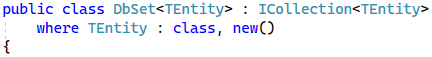 public class DbSet<TEntity> : ICollection<TEntity>
    where TEntity : class, new()
{